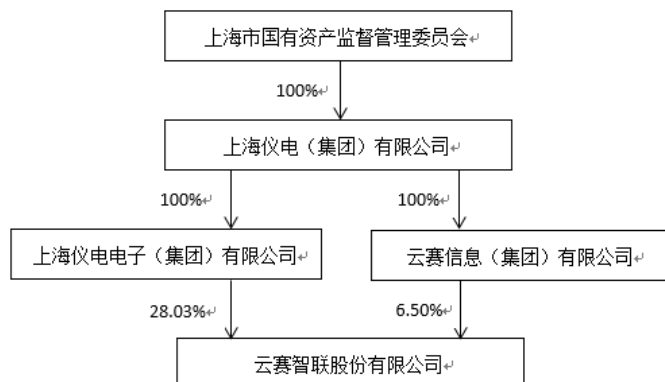 上海市国有资产监督管理委员会
100%
上海仪电（集团）有限公司
100%
100%
上海仪电电子（集团）有限公司
云赛信息（集团）有限公司
28.03%
6.50%
云赛智联股份有限公司